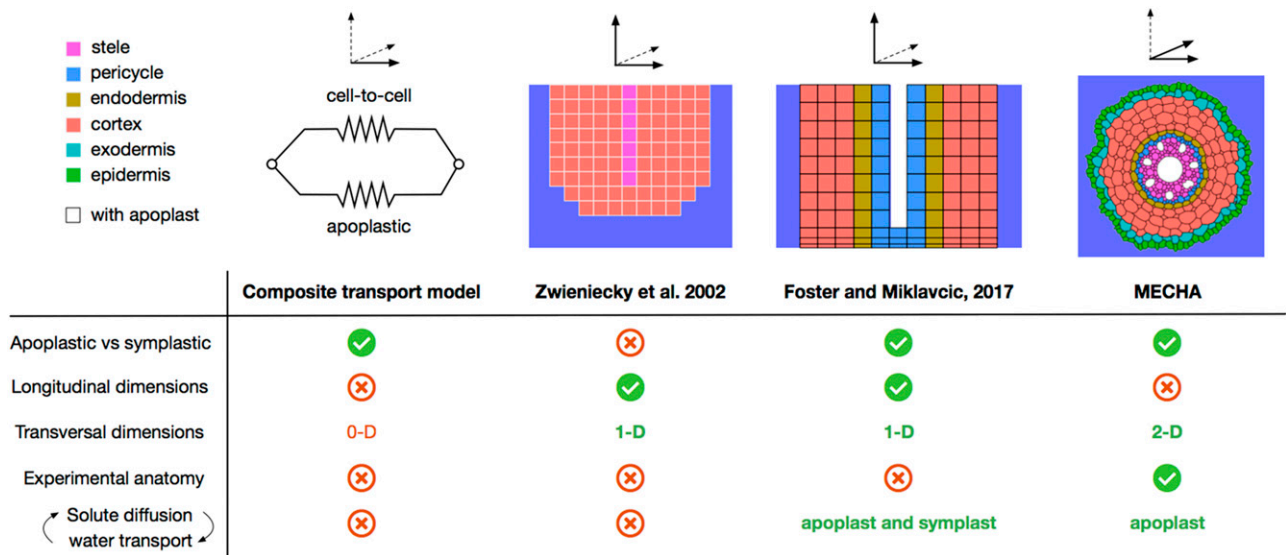 stele
pericycle
endodermis
cortex
exodermis
epidermis
with apoplast
cell-to-cell
apoplastic
Composite transport model
Zwieniecky et al. 2002
Foster and Miklavcic, 2017
MECHA
Apoplastic vs symplastic
Longitudinal dimensions
Transversal dimensions
0-D
1-D
1-D
2-D
Experimental anatomy
Solute diffusion
water transport
apoplast and symplast
apoplast